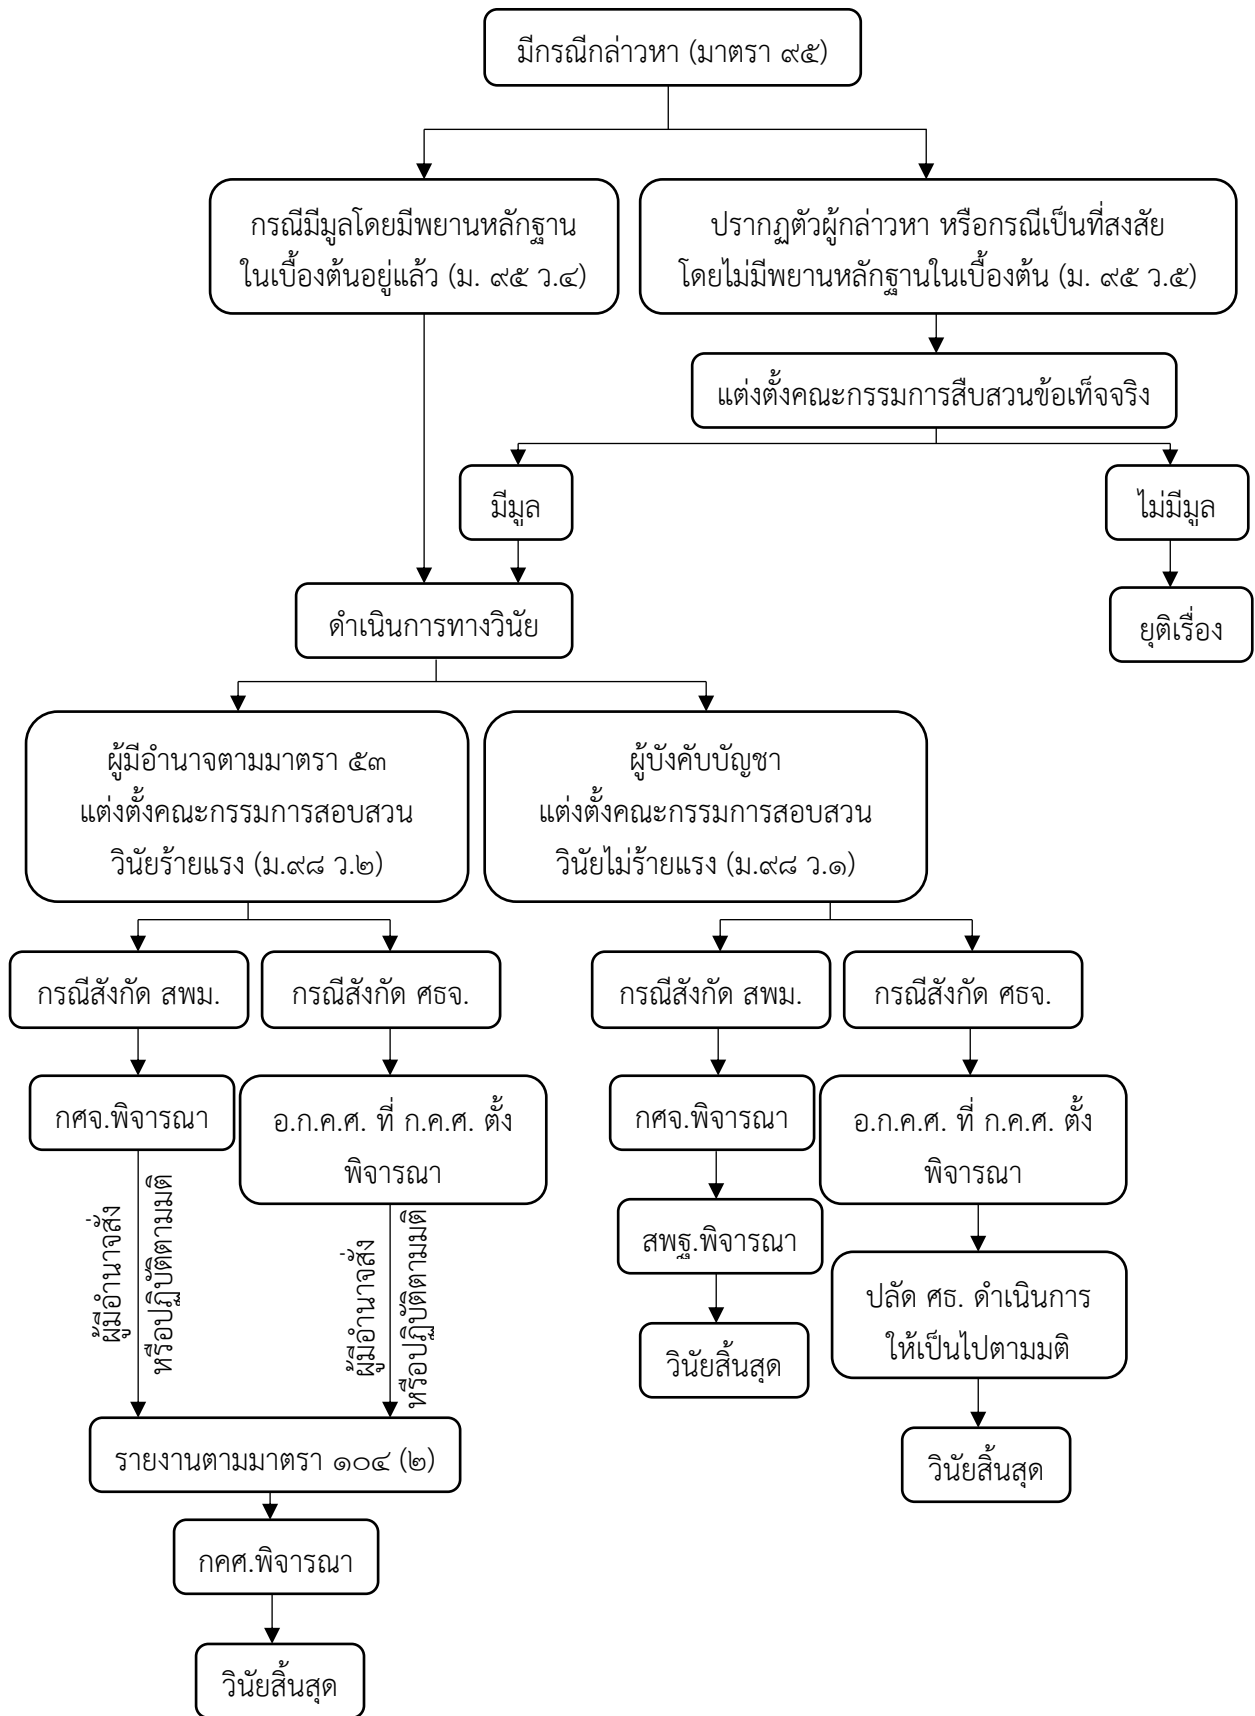 มีกรณีกล่าวหา (มาตรา ๙๕)
กรณีมีมูลโดยมีพยานหลักฐาน
ในเบื้องต้นอยู่แล้ว (ม. ๙๕ ว.๔)
ปรากฏตัวผู้กล่าวหา หรือกรณีเป็นที่สงสัย
โดยไม่มีพยานหลักฐานในเบื้องต้น (ม. ๙๕ ว.๕)
แต่งตั้งคณะกรรมการสืบสวนข้อเท็จจริง
มีมูล
ไม่มีมูล
ดำเนินการทางวินัย
ยุติเรื่อง
ผู้มีอำนาจตามมาตรา ๕๓
แต่งตั้งคณะกรรมการสอบสวน
วินัยร้ายแรง (ม.๙๘ ว.๒)
ผู้บังคับบัญชา
แต่งตั้งคณะกรรมการสอบสวน
วินัยไม่ร้ายแรง (ม.๙๘ ว.๑)
กรณีสังกัด สพม.
กรณีสังกัด ศธจ.
กรณีสังกัด สพม.
กรณีสังกัด ศธจ.
กศจ.พิจารณา
อ.ก.ค.ศ. ที่ ก.ค.ศ. ตั้ง
พิจารณา
กศจ.พิจารณา
อ.ก.ค.ศ. ที่ ก.ค.ศ. ตั้ง
พิจารณา
ผู้มีอำนาจสั่ง
หรือปฏิบัติตามมติ
ผู้มีอำนาจสั่ง
หรือปฏิบัติตามมติ
สพฐ.พิจารณา
ปลัด ศธ. ดำเนินการ
ให้เป็นไปตามมติ
วินัยสิ้นสุด
วินัยสิ้นสุด
รายงานตามมาตรา ๑๐๔ (๒)
กคศ.พิจารณา
วินัยสิ้นสุด